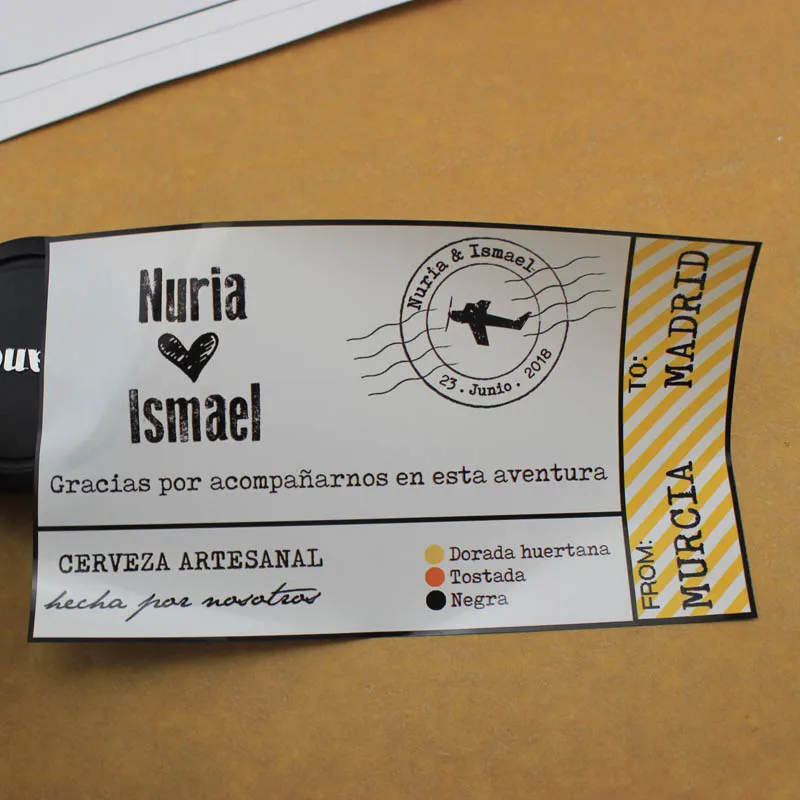 Nuria
Ismael
Nuria & Ismael
23. Junio. 2018
Gracias por acompañarnos en esta aventura
CERVEZA ARTESANAL
hecha por nosotros
Dorada huertana
Tostada
Negra
FROM:
MURCIA
TO:
MADRID